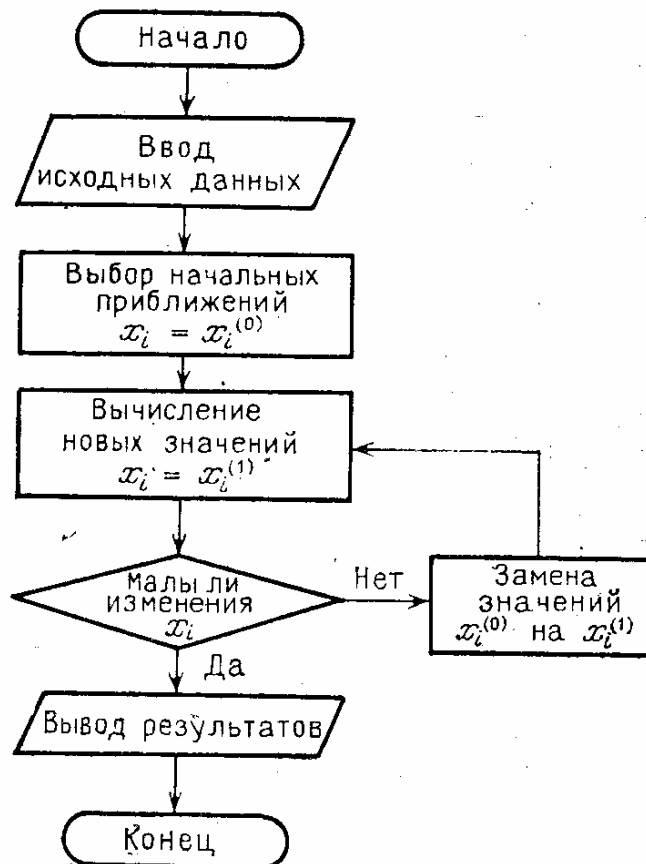 Начало
Ввод
исходных данных
Выбор начальных
приближений
xᵢ = xᵢ⁽⁰⁾
Вычисление
новых значений
xᵢ = xᵢ⁽¹⁾
Малы ли
изменения
xᵢ
Нет
Замена
значений
xᵢ⁽⁰⁾ на xᵢ⁽¹⁾
Да
Вывод результатов
Конец